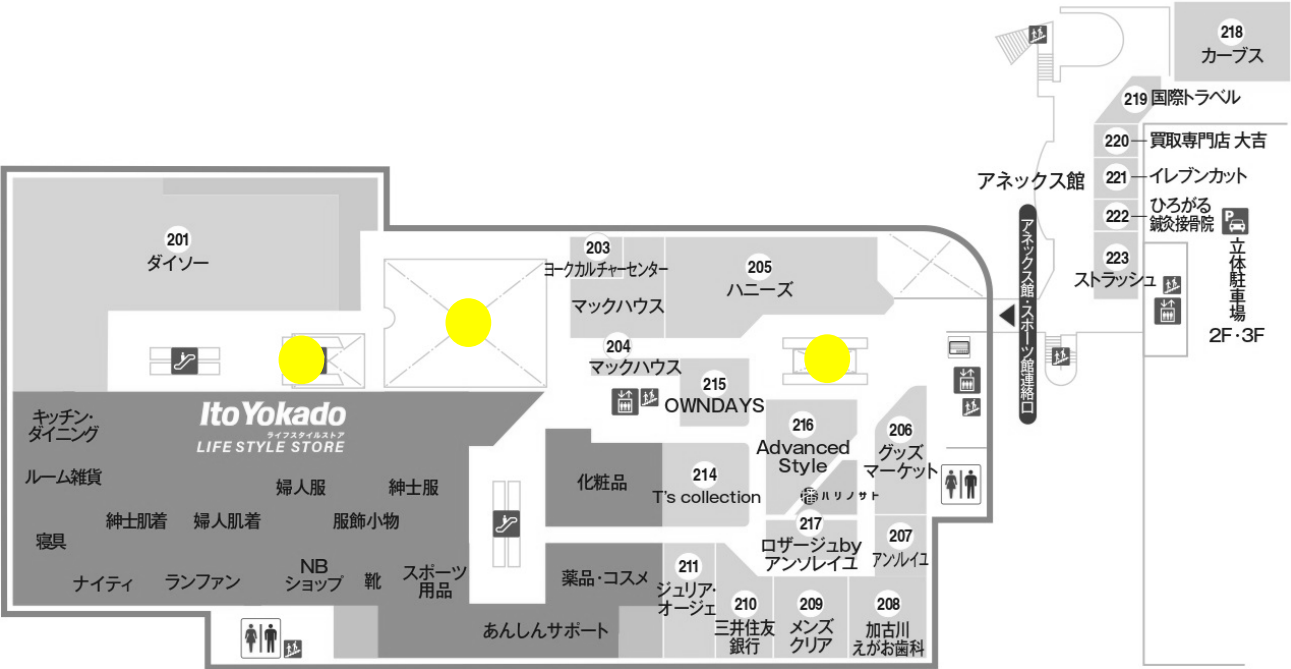 218
カーブス
219 国際トラベル
220
買取専門店 大吉
アネックス館
221
イレブンカット
222
ひろがる
鍼灸接骨院
P
立体駐車場
2F・3F
223
ストラッシュ
アネックス館・スポーツ館連絡口
201
ダイソー
203
ヨークカルチャーセンター
マックハウス
205
ハニーズ
204
マックハウス
215
OWNDAYS
Ito Yokado
ライフスタイルストア
LIFE STYLE STORE
キッチン・
ダイニング
ルーム雑貨
婦人服
紳士服
紳士肌着
婦人肌着
服飾小物
寝具
ナイティ
ランファン
NB
ショップ
靴
スポーツ
用品
化粧品
214
T's collection
216
Advanced
Style
ハリノサト
206
グッズ
マーケット
217
ロザージュby
アンソレイユ
207
アンソレイユ
薬品・コスメ
あんしんサポート
211
ジュリア・
オージェ
210
三井住友
銀行
209
メンズ
クリア
208
加古川
えがお歯科